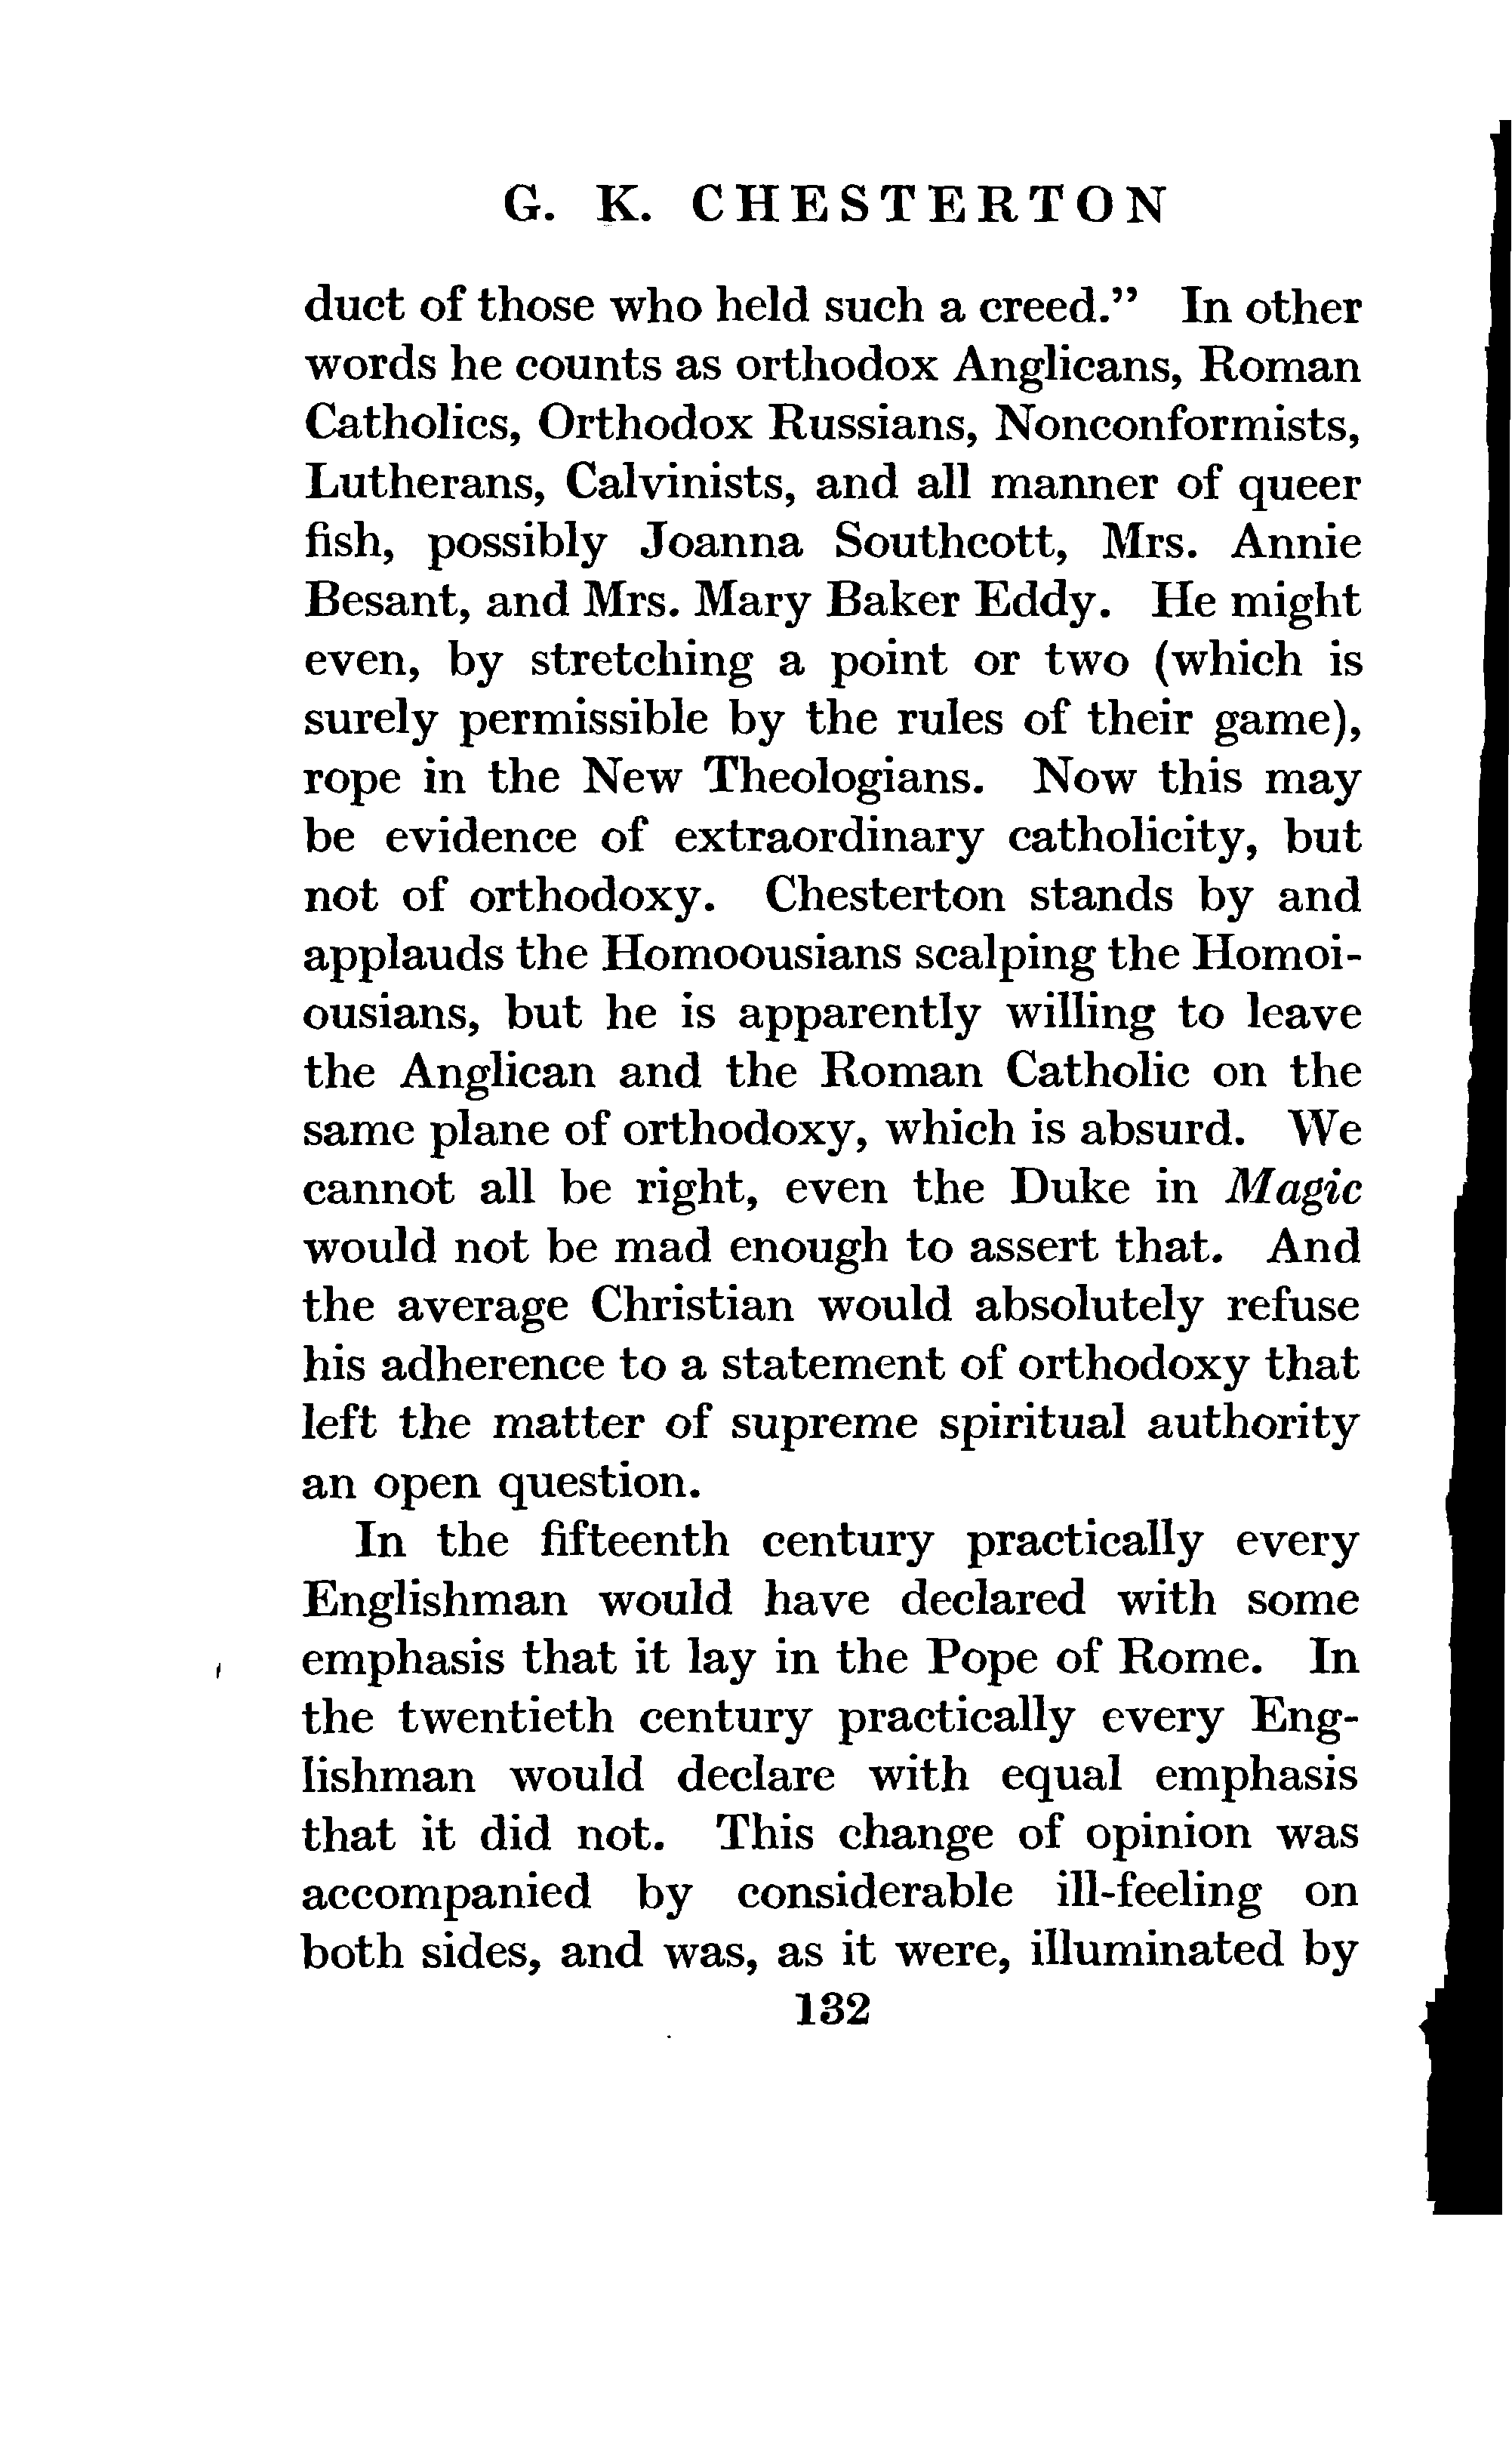 G. K. CHESTERTON
duct of those who held such a creed.” In other
words he counts as orthodox Anglicans, Roman
Catholics, Orthodox Russians, Nonconformists,
Lutherans, Calvinists, and all manner of queer
fish, possibly Joanna Southcott, Mrs. Annie
Besant, and Mrs. Mary Baker Eddy. He might
even, by stretching a point or two (which is
surely permissible by the rules of their game),
rope in the New Theologians. Now this may
be evidence of extraordinary catholicity, but
not of orthodoxy. Chesterton stands by and
applauds the Homoousians scalping the Homoi-
ousians, but he is apparently willing to leave
the Anglican and the Roman Catholic on the
same plane of orthodoxy, which is absurd. We
cannot all be right, even the Duke in Magic
would not be mad enough to assert that. And
the average Christian would absolutely refuse
his adherence to a statement of orthodoxy that
left the matter of supreme spiritual authority
an open question.
In the fifteenth century practically every
Englishman would have declared with some
emphasis that it lay in the Pope of Rome. In
the twentieth century practically every Eng-
lishman would declare with equal emphasis
that it did not. This change of opinion was
accompanied by considerable ill-feeling on
both sides, and was, as it were, illuminated by
132